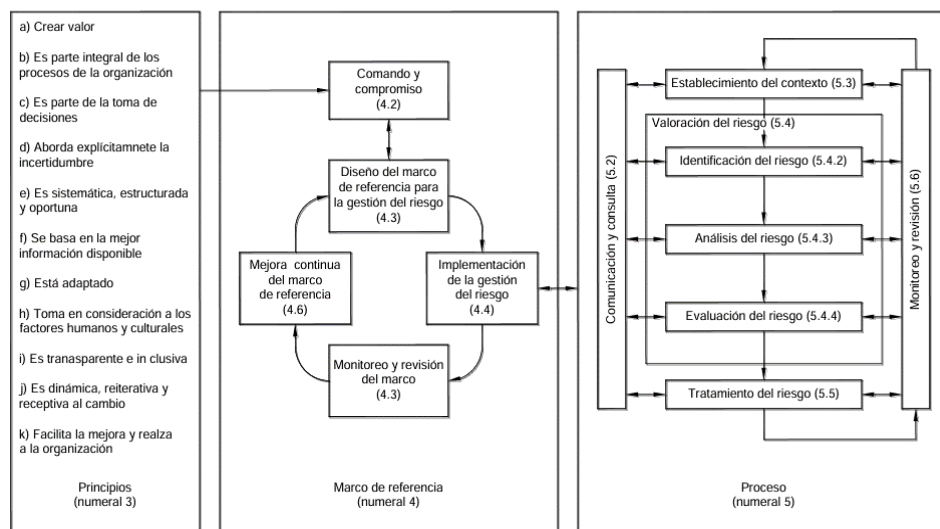 a) Crear valor
b) Es parte integral de los
procesos de la organización
c) Es parte de la toma de
decisiones
d) Aborda explícitamnete la
incertidumbre
e) Es sistemática, estructurada
y oportuna
f) Se basa en la mejor
información disponible
g) Está adaptado
h) Toma en consideración a los
factores humanos y culturales
i) Es transparente e in clusiva
j) Es dinámica, reiterativa y
receptiva al cambio
k) Facilita la mejora y realza
a la organización
Principios
(numeral 3)
Comando y
compromiso
(4.2)
Diseño del marco
de referencia para
la gestión del riesgo
(4.3)
Mejora continua
del marco
de referencia)
(4.6)
Implementación
de la gestión
del riesgo)
(4.4)
Monitoreo y revisión
del marco
(4.3)
Marco de referencia
(numeral 4)
Comunicación y consulta (5.2)
Establecimiento del contexto (5.3)
Valoración del riesgo (5.4)
Identificación del riesgo (5.4.2)
Análisis del riesgo (5.4.3)
Evaluación del riesgo (5.4.4)
Tratamiento del riesgo (5.5)
Monitoreo y revisión (5.6)
Proceso
(numeral 5)